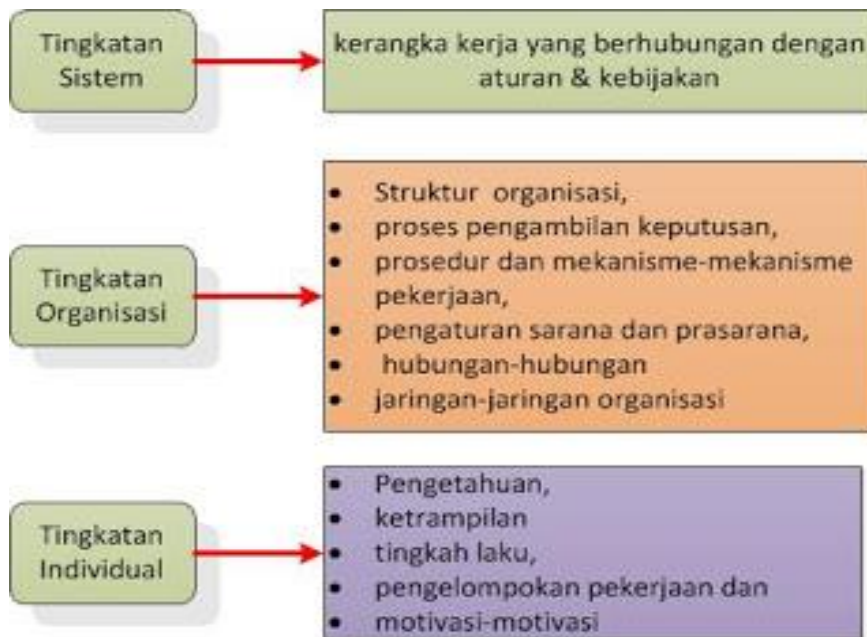 Tingkatan
Sistem
kerangka kerja yang berhubungan dengan
aturan & kebijakan
Tingkatan
Organisasi
• Struktur organisasi,
• proses pengambilan keputusan,
• prosedur dan mekanisme-mekanisme
pekerjaan,
• pengaturan sarana dan prasarana,
• hubungan-hubungan
• jaringan-jaringan organisasi
Tingkatan
Individual
• Pengetahuan,
• ketrampilan
• tingkah laku,
• pengelompokan pekerjaan dan
• motivasi-motivasi